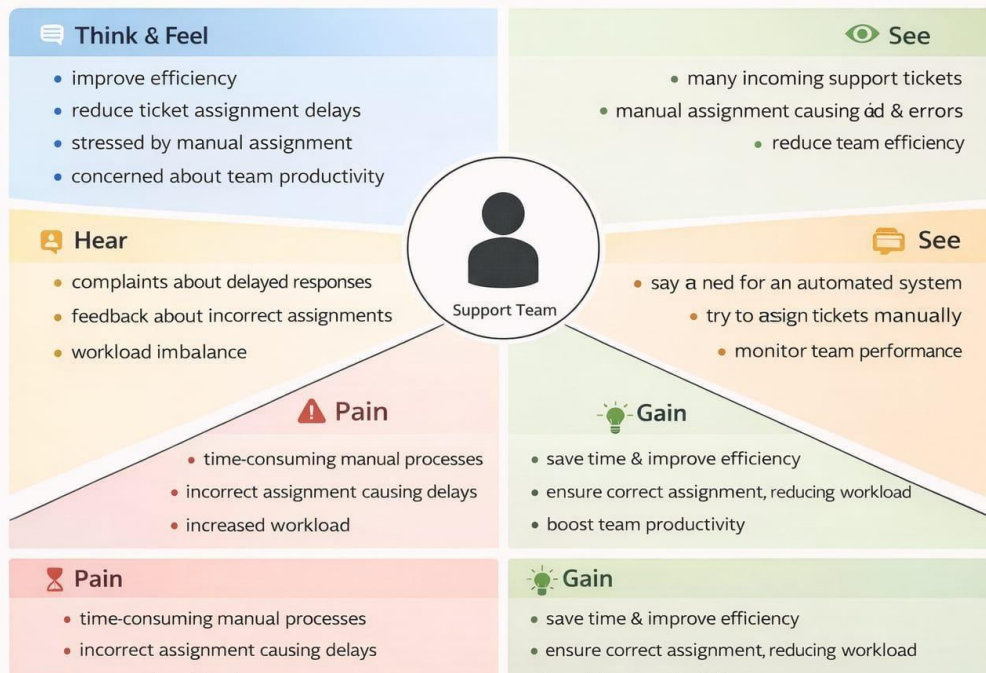 Think & Feel
• improve efficiency
• reduce ticket assignment delays
• stressed by manual assignment
• concerned about team productivity
See
• many incoming support tickets
• manual assignment causing & errors
• reduce team efficiency
Hear
• complaints about delayed responses
• feedback about incorrect assignments
• workload imbalance
Support Team
See
• say a ned for an automated system
• try to assign tickets manually
• monitor team performance
Pain
• time-consuming manual processes
• incorrect assignment causing delays
• increased workload
Gain
• save time & improve efficiency
• ensure correct assignment, reducing workload
• boost team productivity
Pain
• time-consuming manual processes
• incorrect assignment causing delays
Gain
• save time & improve efficiency
• ensure correct assignment, reducing workload